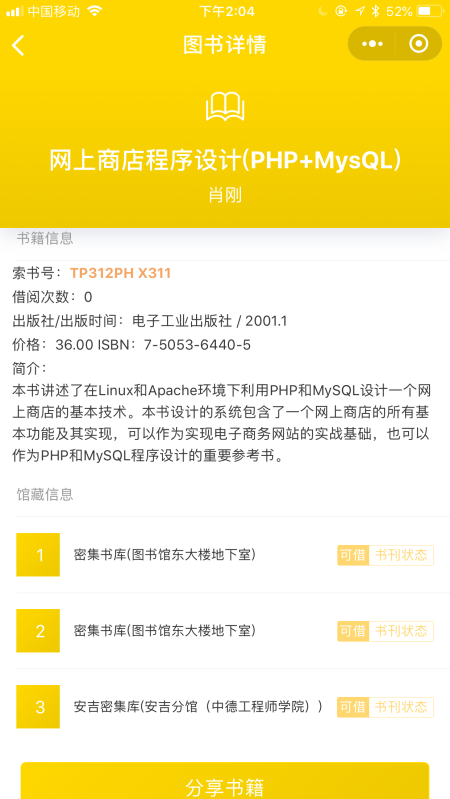 中国移动 下午2:04 52%
图书详情
网上商店程序设计(PHP+MysQL)
肖刚
书籍信息
索书号：TP312PH X311
借阅次数：0
出版社/出版时间：电子工业出版社 / 2001.1
价格：36.00 ISBN：7-5053-6440-5
简介：
本书讲述了在Linux和Apache环境下利用PHP和MySQL设计一个网
上商店的基本技术。本书设计的系统包含了一个网上商店的所有基
本功能及其实现，可以作为实现电子商务网站的实战基础，也可以
作为PHP和MySQL程序设计的重要参考书。
馆藏信息
1 密集书库(图书馆东大楼地下室) 可借 书刊状态
2 密集书库(图书馆东大楼地下室) 可借 书刊状态
3 安吉密集库(安吉分馆（中德工程师学院）) 可借 书刊状态
分享书籍